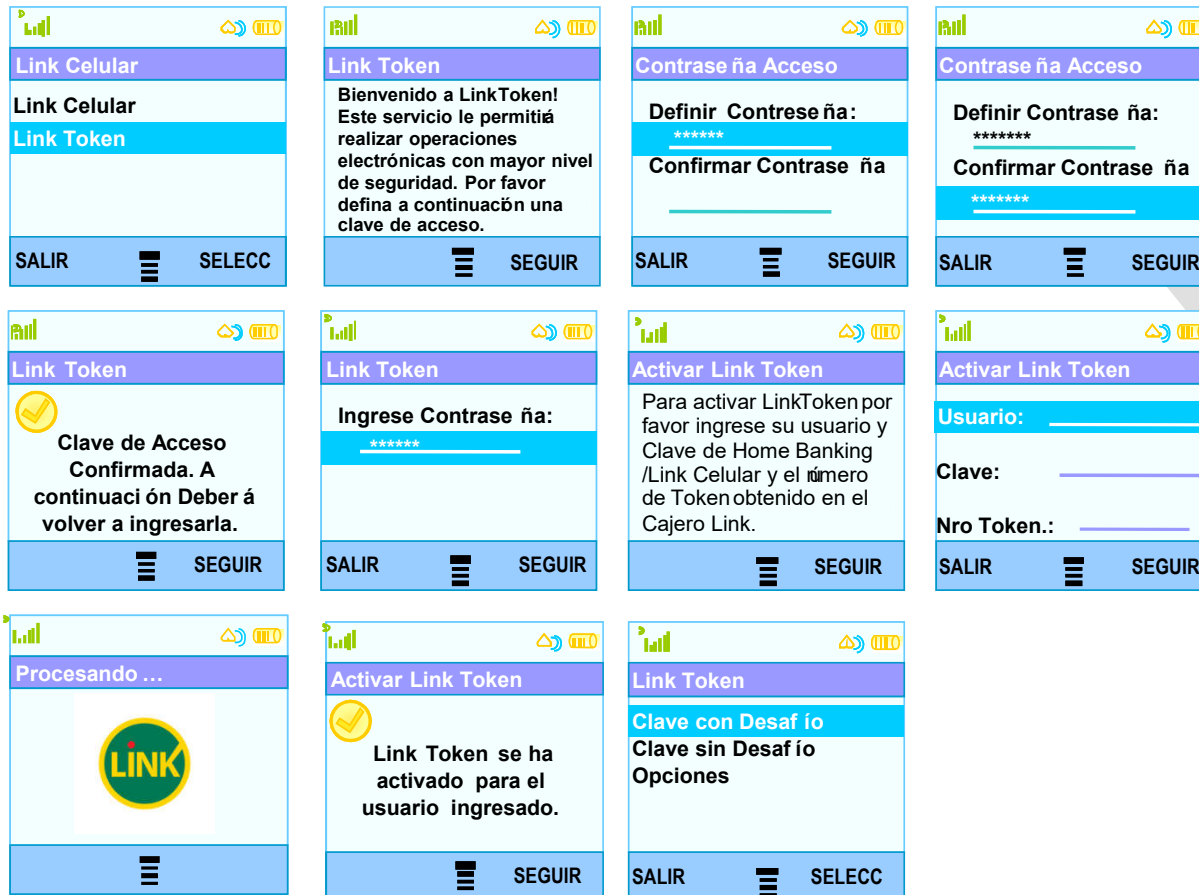 Link Celular
Link Celular
Link Token
SALIR SELECC
Link Token
Bienvenido a LinkToken!
Este servicio le permitirá
realizar operaciones
electrónicas con mayor nivel
de seguridad. Por favor
defina a continuación una
clave de acceso.
SEGUIR
Contrase ña Acceso
Definir Contrese ña:
******
Confirmar Contrase ña
SALIR SEGUIR
Contrase ña Acceso
Definir Contrase ña:
*******
Confirmar Contrase ña
*******
SALIR SEGUIR
Link Token
Clave de Acceso
Confirmada. A
continuaci ón Deber á
volver a ingresarla.
SEGUIR
Link Token
Ingrese Contrase ña:
******
SALIR SEGUIR
Activar Link Token
Para activar LinkToken por
favor ingrese su usuario y
Clave de Home Banking
/Link Celular y el número
de Token obtenido en el
Cajero Link.
SEGUIR
Activar Link Token
Usuario:
Clave:
Nro Token.:
SALIR SEGUIR
Procesando ...
LINK
Activar Link Token
Link Token se ha
activado para el
usuario ingresado.
SEGUIR
Link Token
Clave con Desaf ío
Clave sin Desaf ío
Opciones
SALIR SELECC